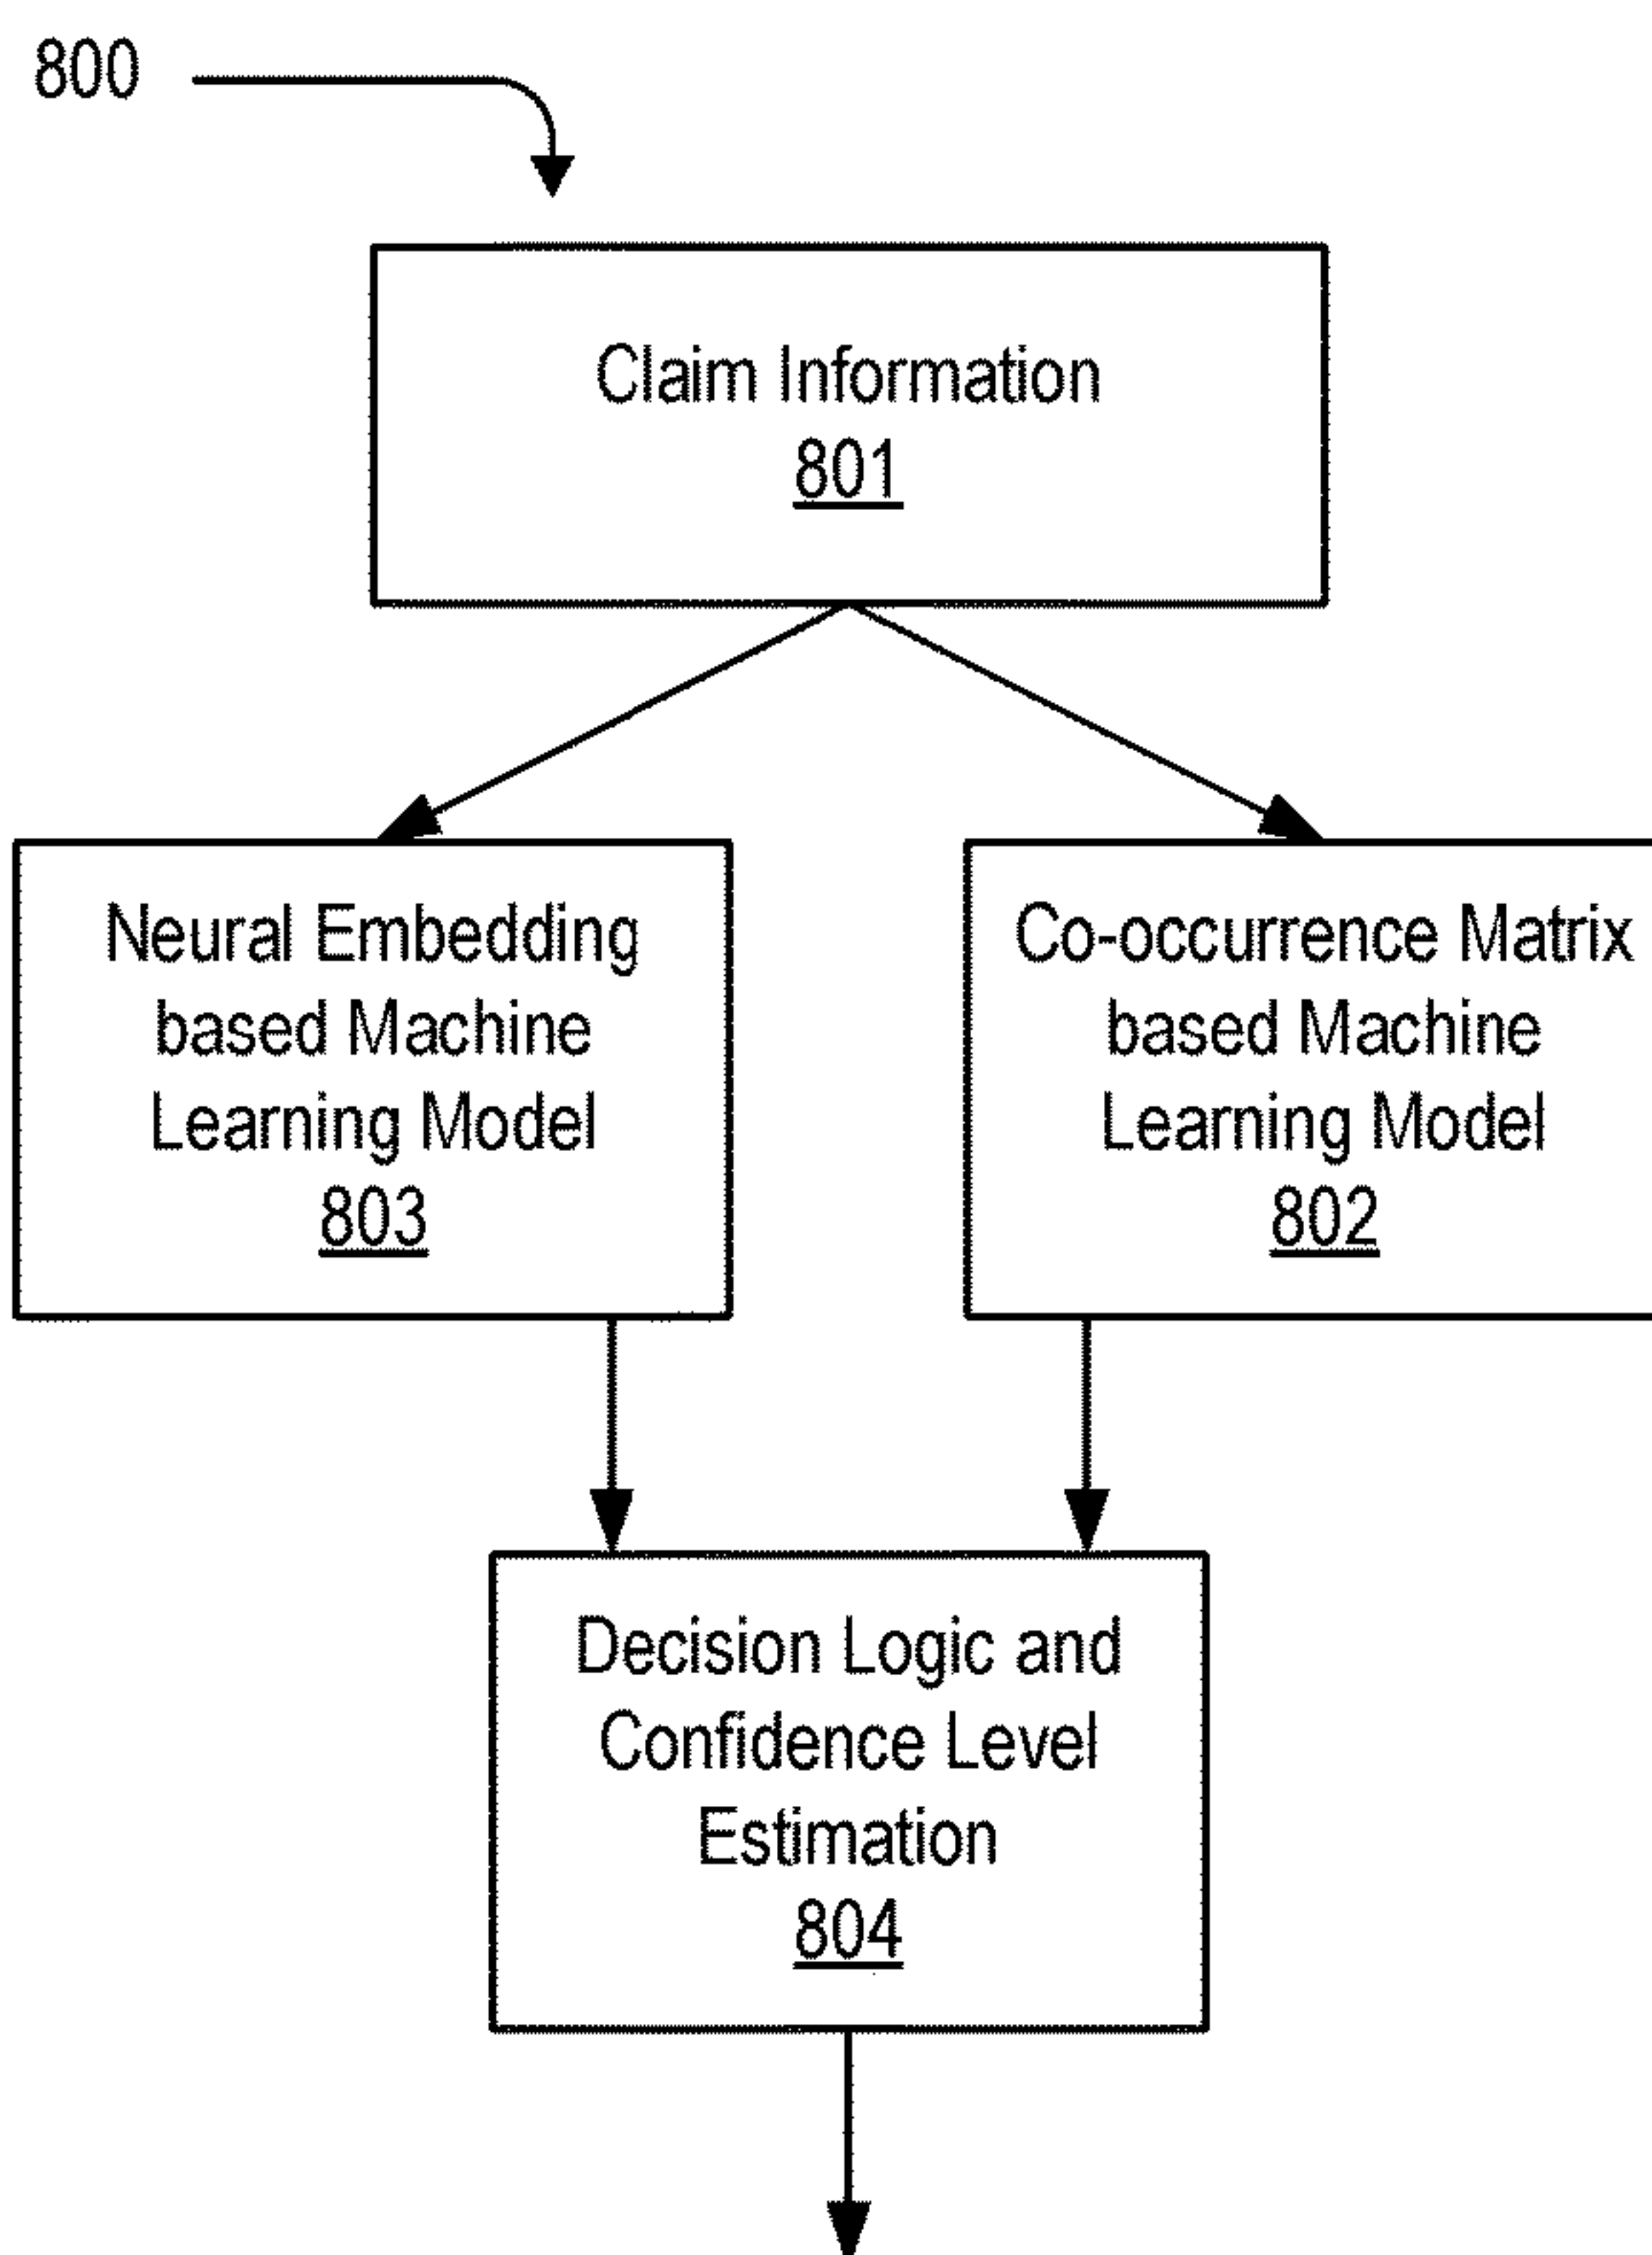 800
Claim Information
801
Neural Embedding
based Machine
Learning Model
803
Co-occurrence Matrix
based Machine
Learning Model
802
Decision Logic and
Confidence Level
Estimation
804